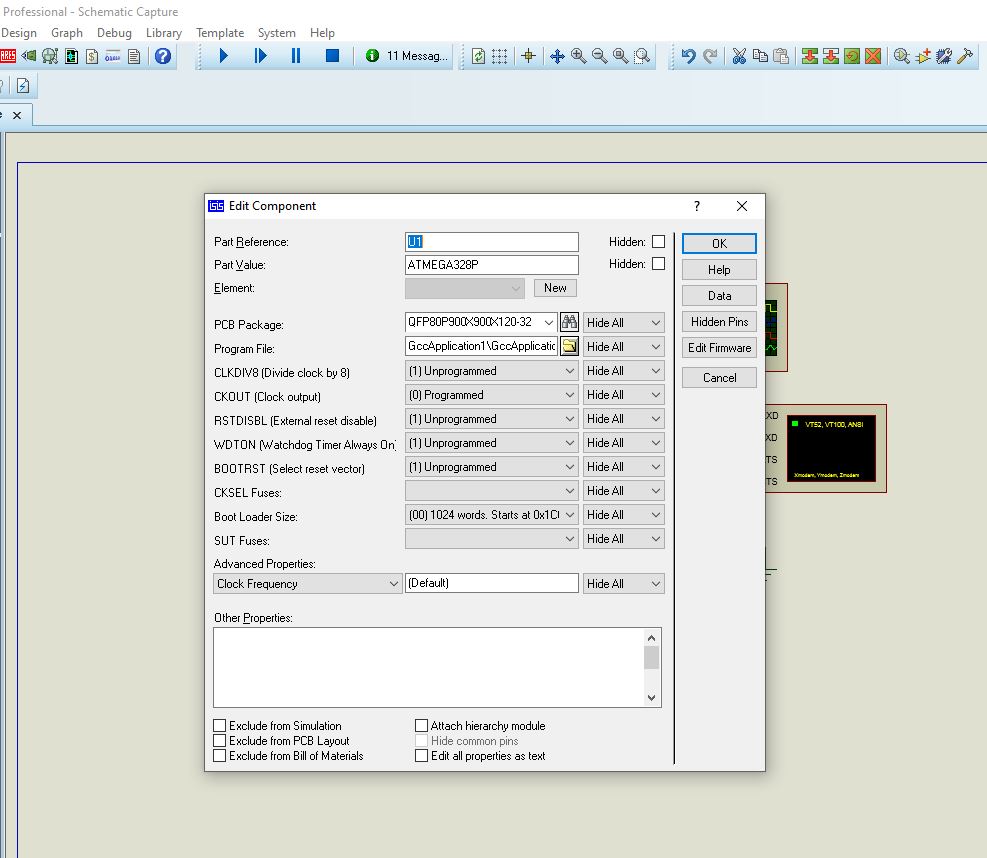 Professional - Schematic Capture
Design Graph Debug Library Template System Help
11 Messag...
Edit Component
Part Reference: U1 Hidden: OK
Part Value: ATMEGA328P Hidden: Help
Element: New Data
PCB Package: QFP80P900X900X120-32 Hide All Hidden Pins
Program File: GccApplication1\GccApplicatic Hide All Edit Firmware
CLKDIV8 (Divide clock by 8) (1) Unprogrammed Hide All Cancel
CKOUT (Clock output) (0) Programmed Hide All
RSTDISBL (External reset disable) (1) Unprogrammed Hide All
WDTON (Watchdog Timer Always On) (1) Unprogrammed Hide All
BOOTRST (Select reset vector) (1) Unprogrammed Hide All
CKSEL Fuses: Hide All
Boot Loader Size: (00) 1024 words. Starts at 0x1C Hide All
SUT Fuses: Hide All
Advanced Properties:
Clock Frequency (Default) Hide All
Other Properties:
Exclude from Simulation Attach hierarchy module
Exclude from PCB Layout Hide common pins
Exclude from Bill of Materials Edit all properties as text
XD
XD
TS
TS
VT52, VT100, ANSI
Xmodem, Ymodem, Zmodem